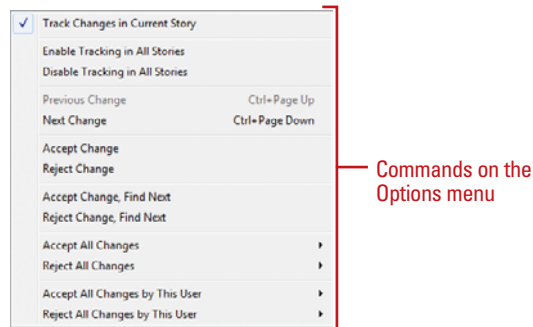 Track Changes in Current Story
Enable Tracking in All Stories
Disable Tracking in All Stories
Previous Change Ctrl+Page Up
Next Change Ctrl+Page Down
Accept Change
Reject Change
Accept Change, Find Next
Reject Change, Find Next
Accept All Changes
Reject All Changes
Accept All Changes by This User
Reject All Changes by This User
Commands on the
Options menu